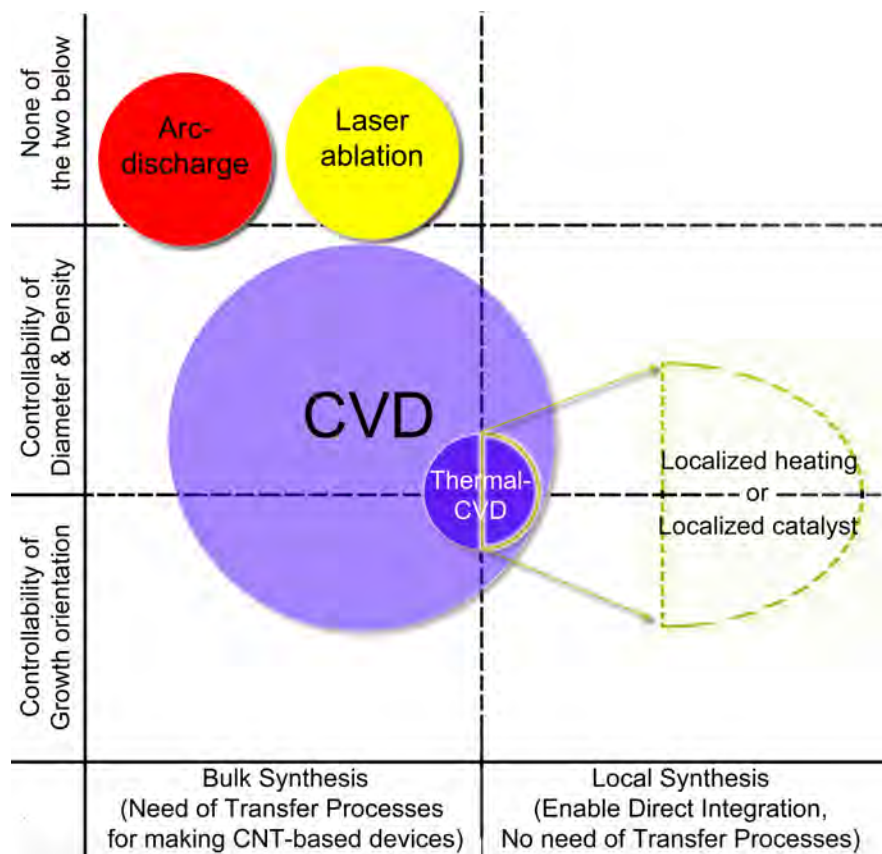 None of
the two below
Arc-
discharge
Laser
ablation
Controllability of
Diameter & Density
CVD
Thermal-
CVD
Localized heating
or
Localized catalyst
Controllability of
Growth orientation
Bulk Synthesis
(Need of Transfer Processes
for making CNT-based devices)
Local Synthesis
(Enable Direct Integration,
No need of Transfer Processes)